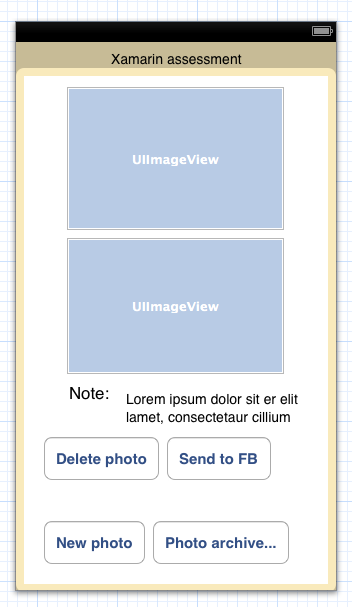 Xamarin assessment
UIImageView
UIImageView
Note:
Lorem ipsum dolor sit er elit
lamet, consectetaur cillium
Delete photo
Send to FB
New photo
Photo archive...